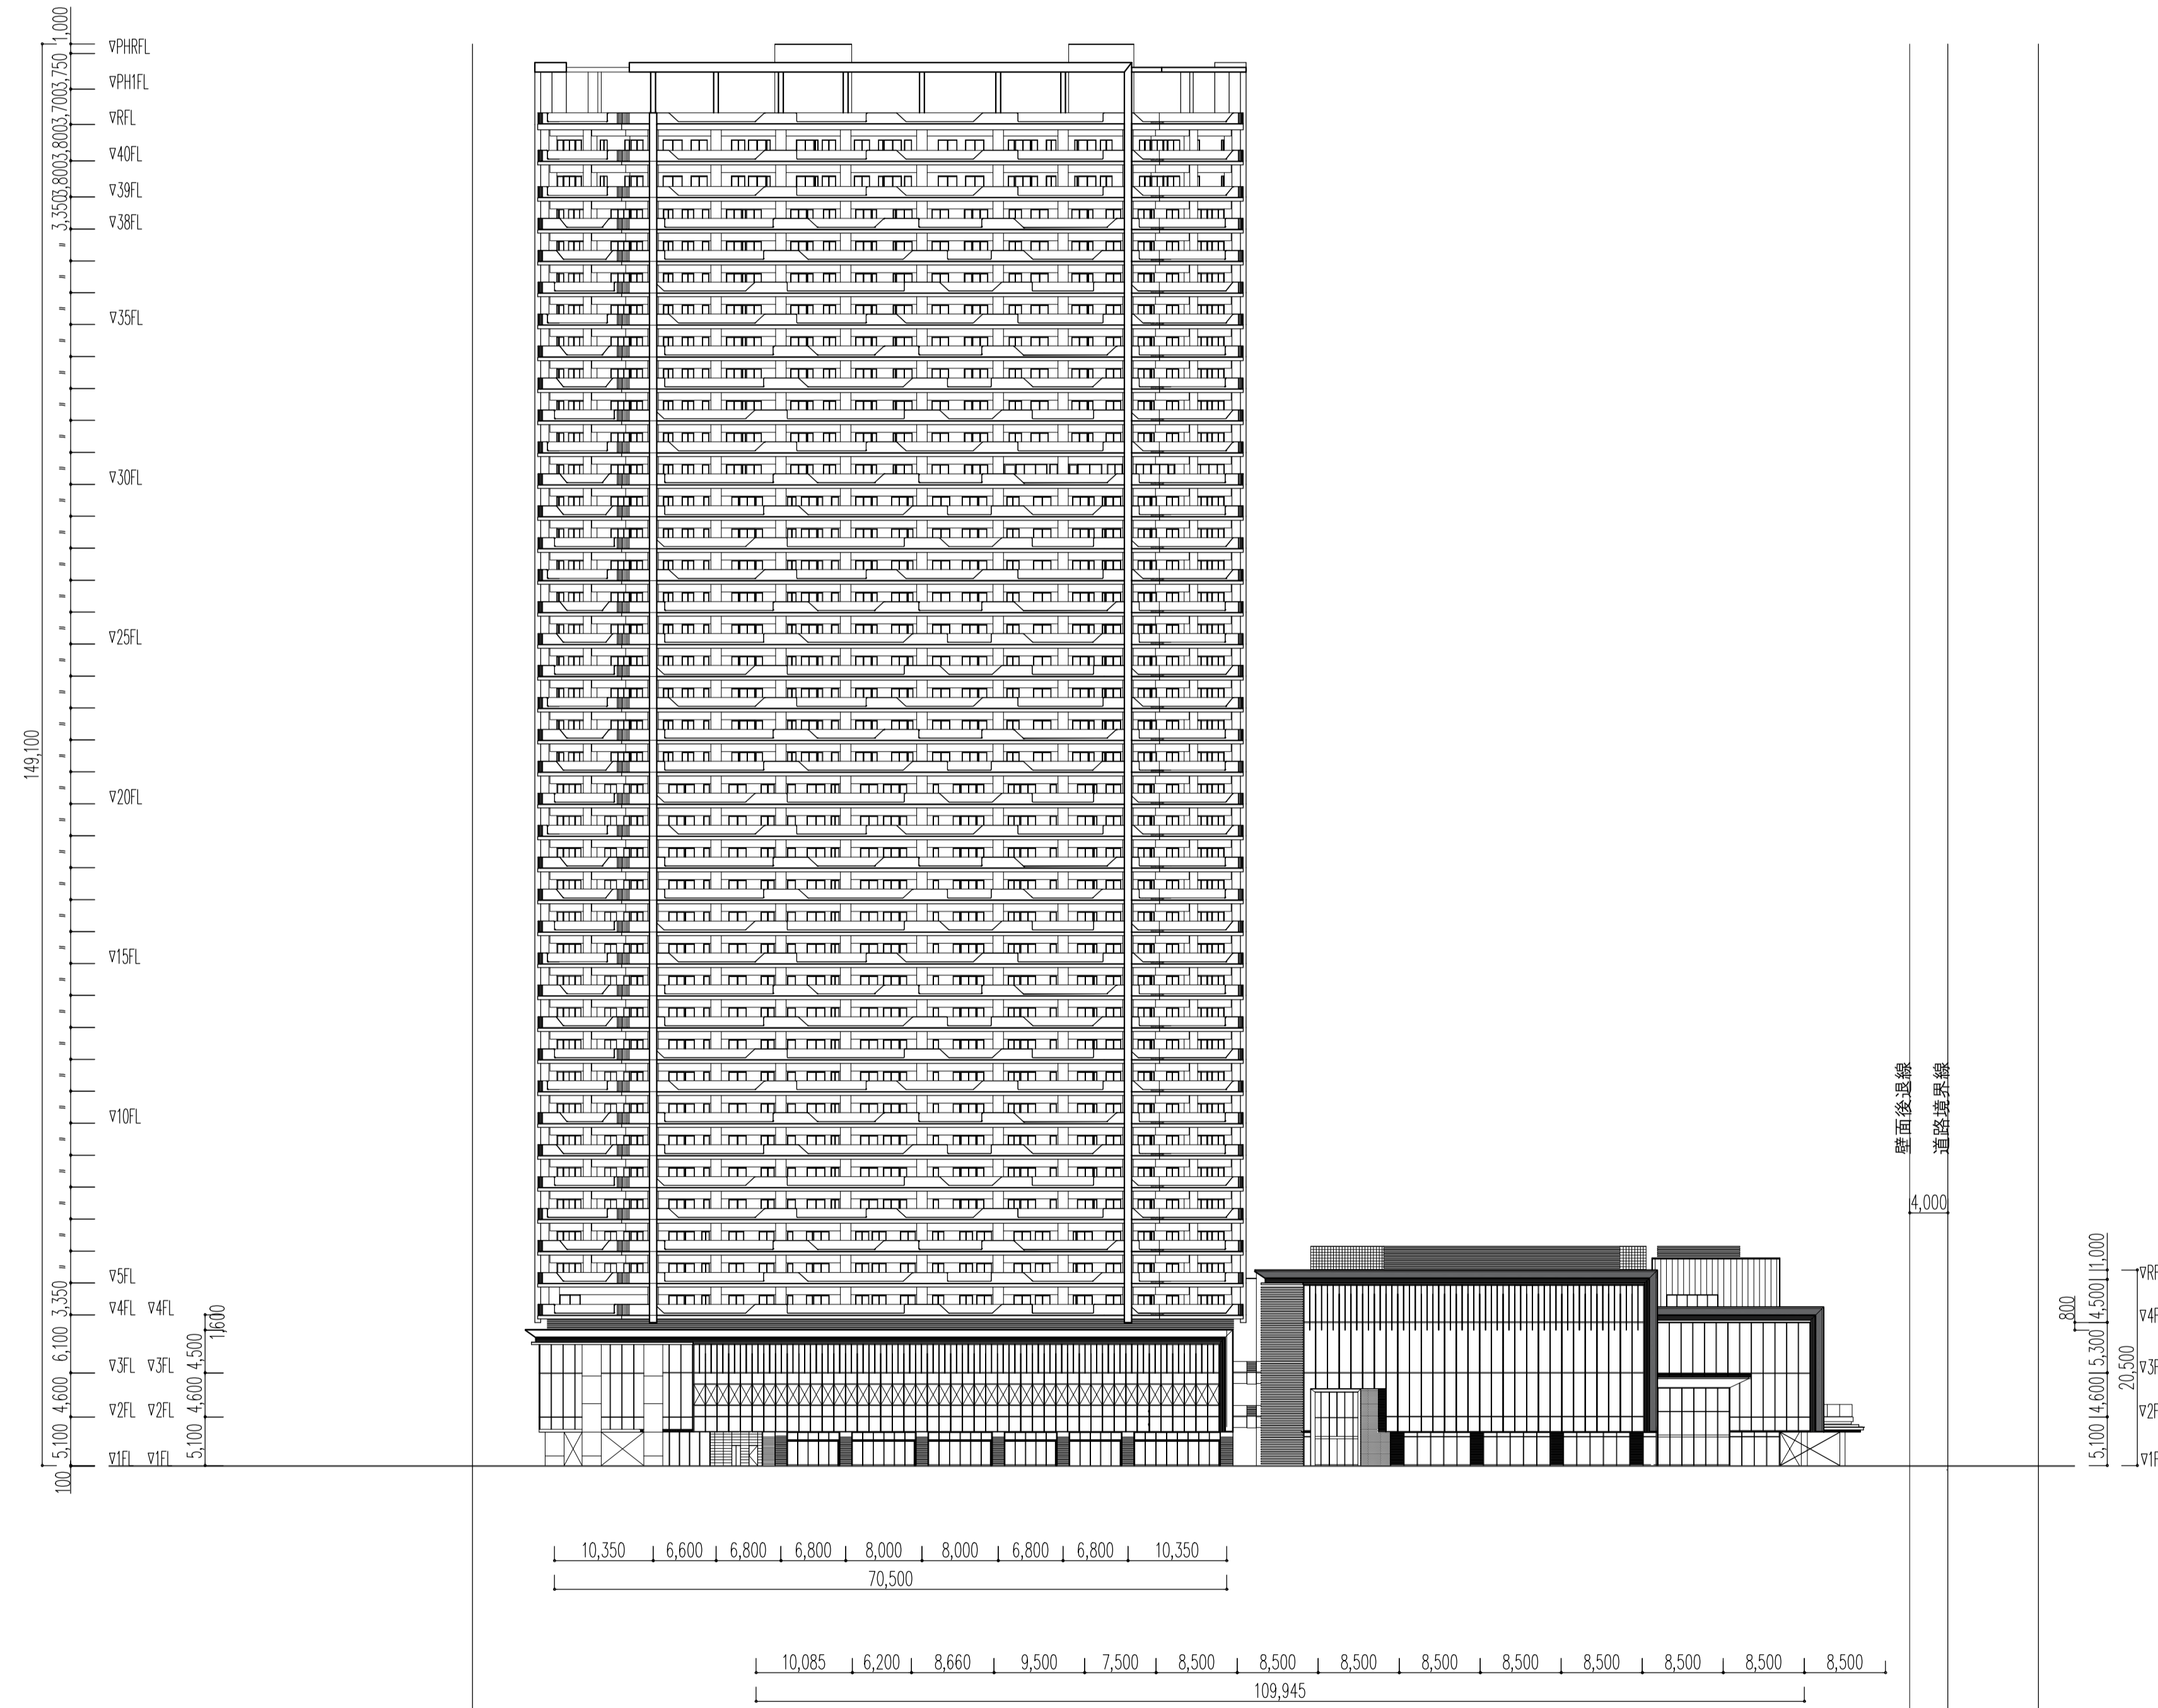 1,000
▽PHRFL
3,750
▽PH1FL
3,700
▽RFL
3,800
▽40FL
3,800
▽39FL
3,350
▽38FL
〃
〃
〃
▽35FL
〃
〃
〃
〃
〃
▽30FL
〃
〃
〃
〃
〃
▽25FL
〃
〃
〃
〃
149,100
〃
▽20FL
〃
〃
〃
〃
〃
▽15FL
〃
〃
〃
〃
〃
▽10FL
〃
〃
〃
〃
▽5FL
3,350
▽4FL ▽4FL
1,600
6,100
4,500
▽3FL ▽3FL
4,600
4,600
▽2FL ▽2FL
5,100
5,100
▽1FL ▽1FL
100
壁面後退線
道路境界線
4,000
1,000
4,500
800
5,300
20,500
4,600
5,100
10,350 6,600 6,800 6,800 8,000 8,000 6,800 6,800 10,350
70,500
10,085 6,200 8,660 9,500 7,500 8,500 8,500 8,500 8,500 8,500 8,500 8,500 8,500 8,500
109,945